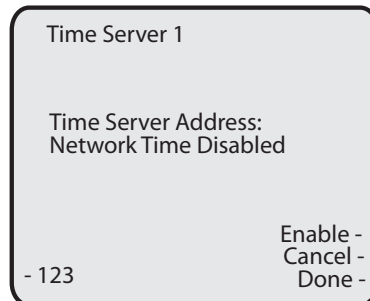 Time Server 1
Time Server Address:
Network Time Disabled
Enable -
Cancel -
- 123
Done -